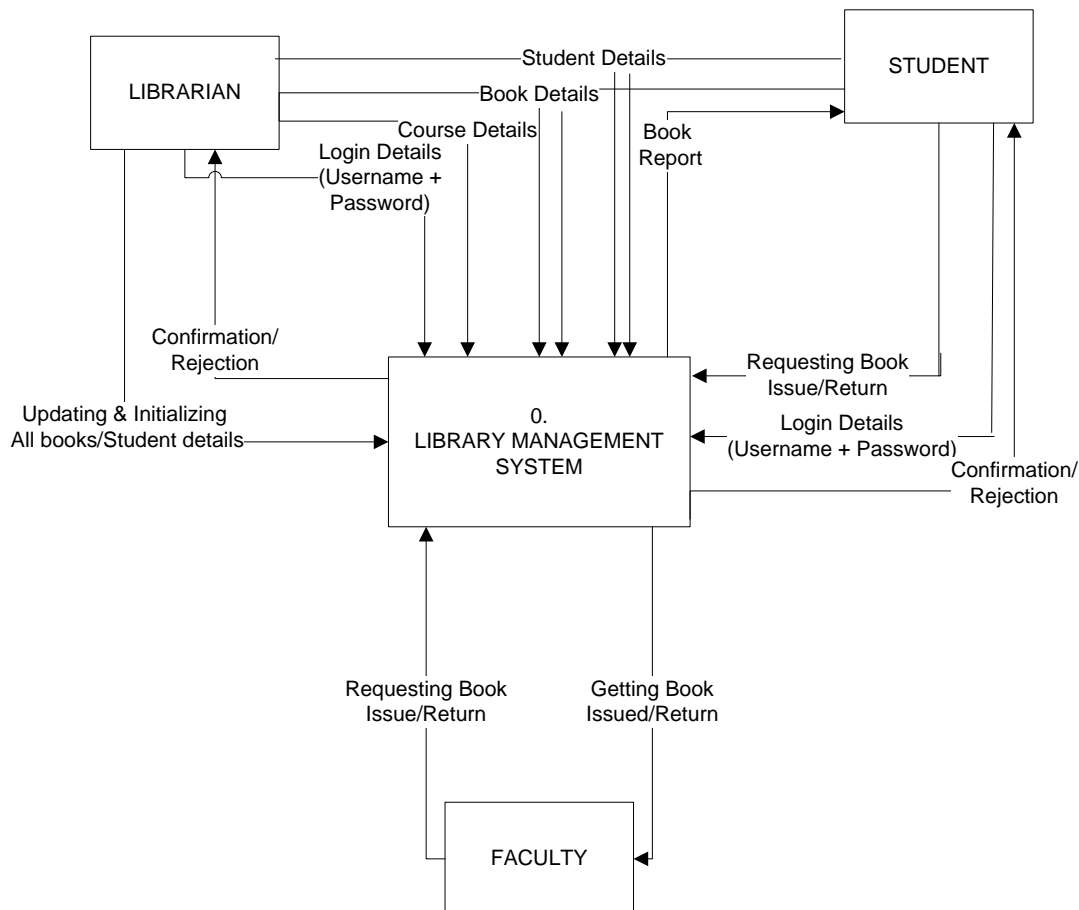 Student Details
STUDENT
LIBRARIAN
Book Details
Course Details
Book
Report
Login Details
(Username +
Password)
Confirmation/
Rejection
Requesting Book
Issue/Return
Updating & Initializing
All books/Student details
0.
LIBRARY MANAGEMENT
SYSTEM
Login Details
(Username + Password)
Confirmation/
Rejection
Requesting Book
Issue/Return
Getting Book
Issued/Return
FACULTY